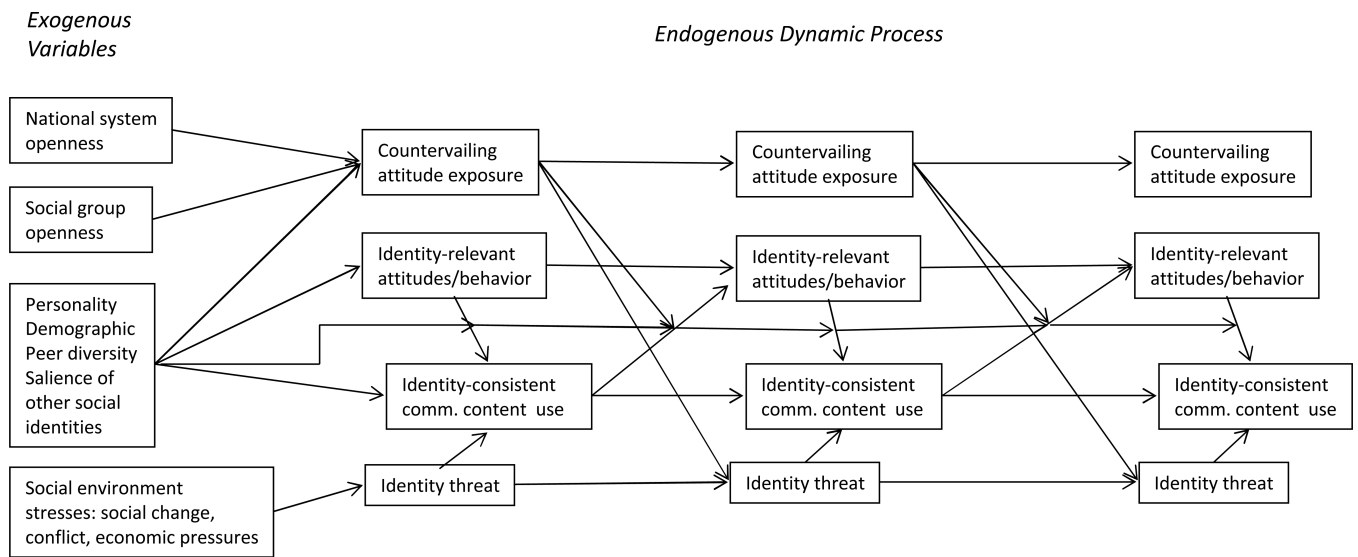 Exogenous
Variables
Endogenous Dynamic Process
National system
openness
Social group
openness
Personality
Demographic
Peer diversity
Salience of
other social
identities
Social environment
stresses: social change,
conflict, economic pressures
Countervailing
attitude exposure
Identity-relevant
attitudes/behavior
Identity-consistent
comm. content use
Identity threat
Countervailing
attitude exposure
Identity-relevant
attitudes/behavior
Identity-consistent
comm. content use
Identity threat
Countervailing
attitude exposure
Identity-relevant
attitudes/behavior
Identity-consistent
comm. content use
Identity threat